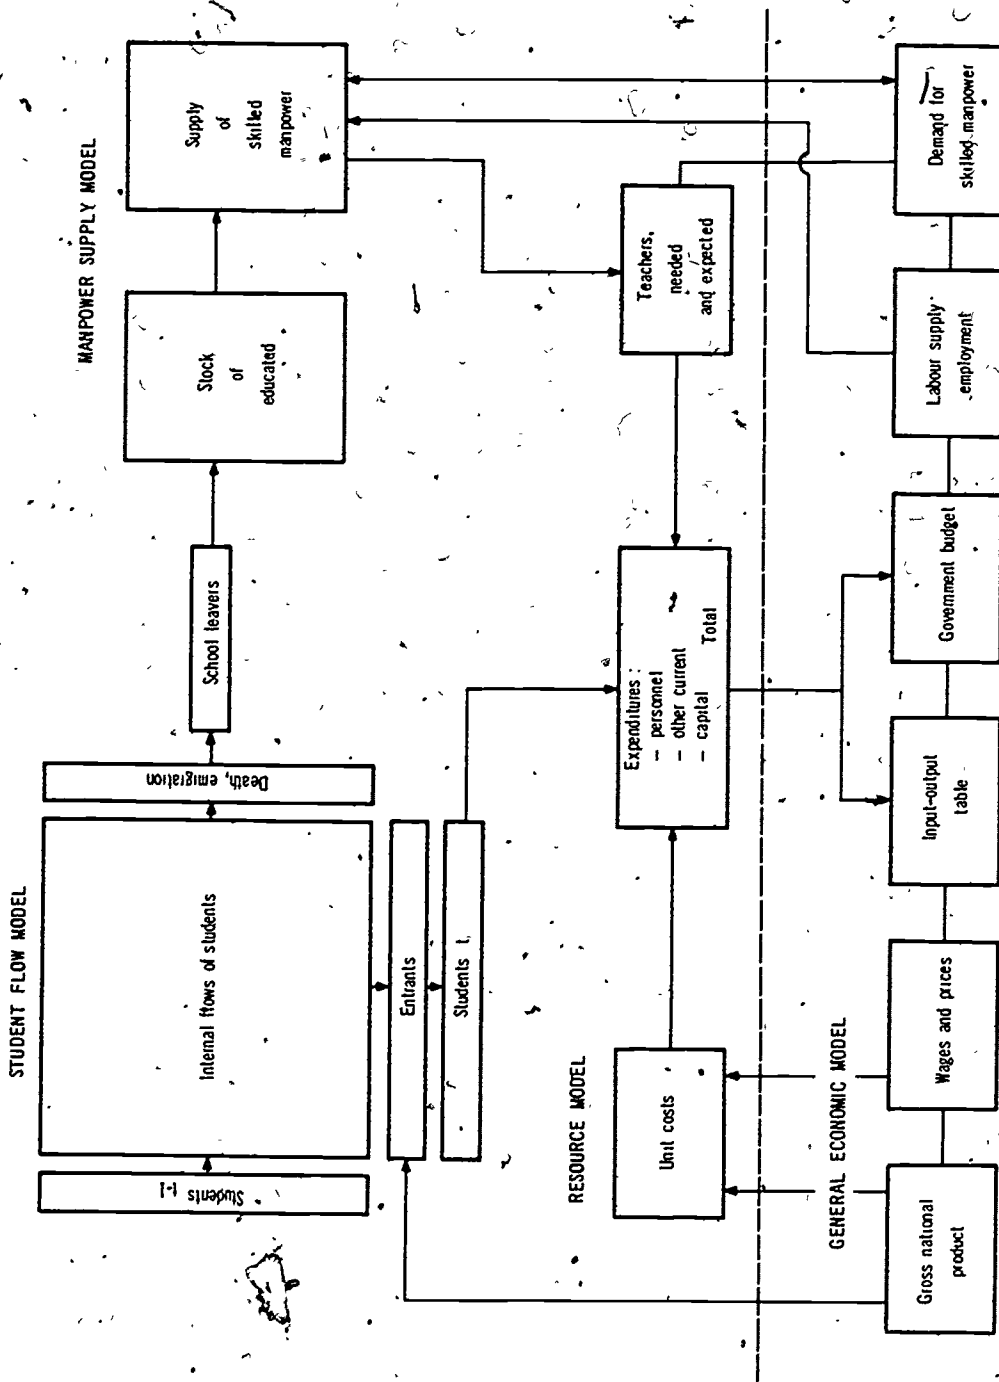 STUDENT FLOW MODEL
MANPOWER SUPPLY MODEL
Students t-1
Internal flows of students
Death, emigration
School leavers
Stock
of
educated
Supply
of
skilled
manpower
Entrants
Students t
RESOURCE MODEL
Unit costs
Expenditures :
– personnel
– other current
– capital
Total
Teachers,
needed
and expected
GENERAL ECONOMIC MODEL
Gross national
product
Wages and prices
Input-output
table
Government budget
Labour supply
employment
Demand for
skilled manpower